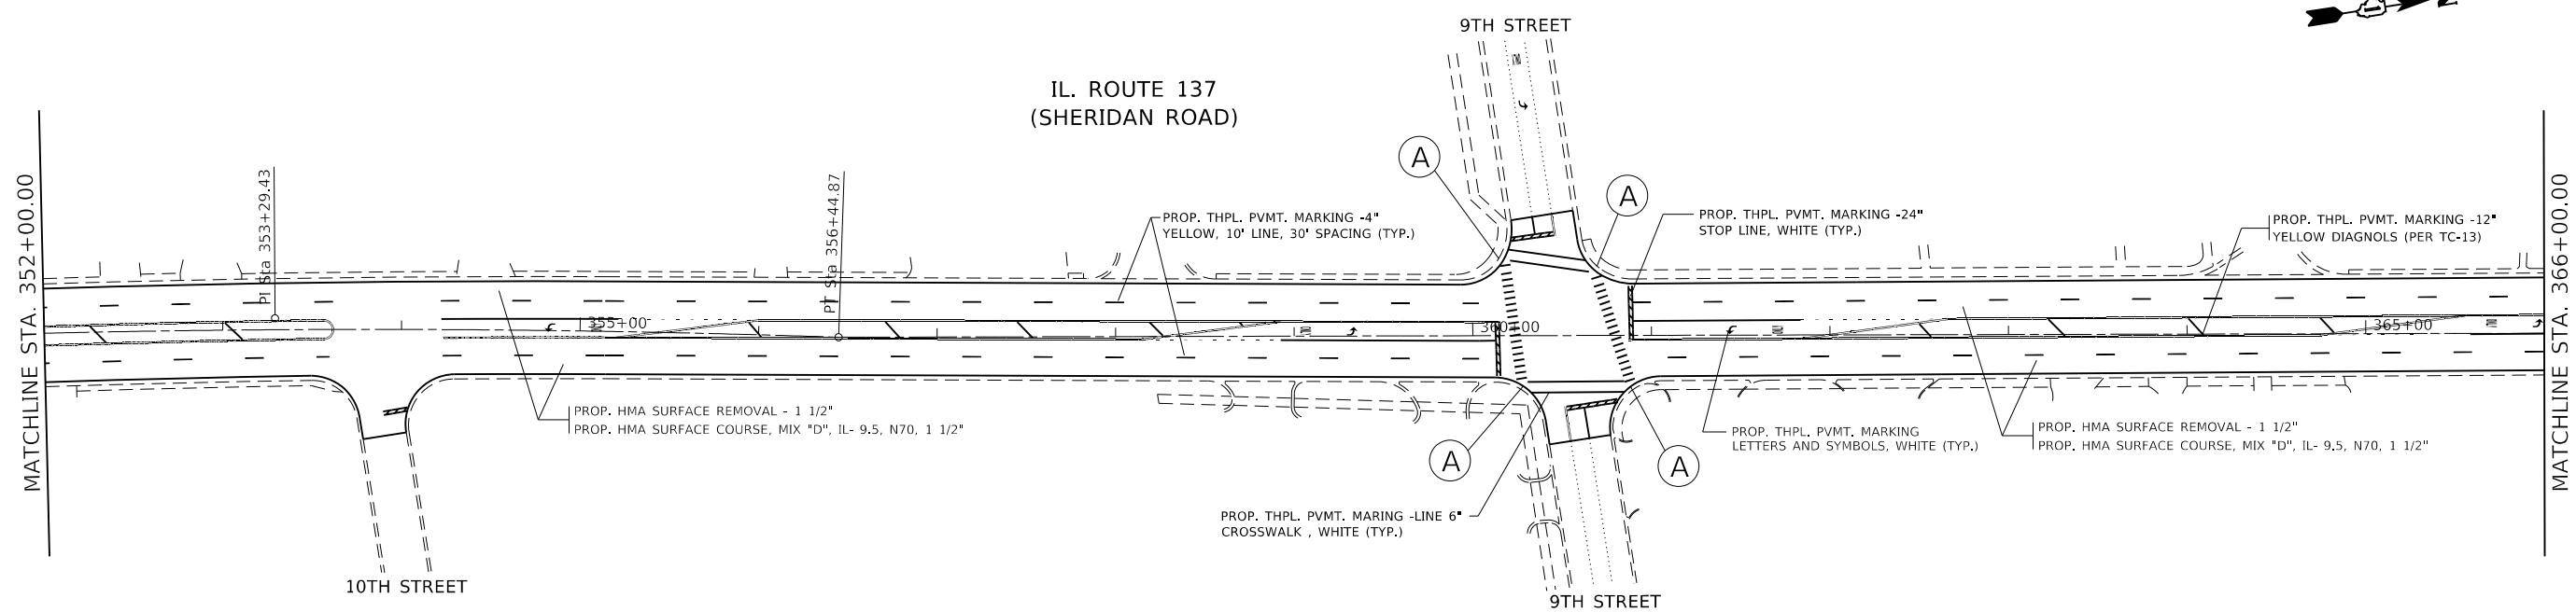 9TH STREET
IL. ROUTE 137
(SHERIDAN ROAD)
A
A
MATCHLINE STA. 352+00.00
PI Sta 353+29.43
PT Sta 356+44.87
PROP. THPL. PVMT. MARKING -4"
YELLOW, 10' LINE, 30' SPACING (TYP.)
PROP. THPL. PVMT. MARKING -24"
STOP LINE, WHITE (TYP.)
PROP. THPL. PVMT. MARKING -12"
YELLOW DIAGNOLS (PER TC-13)
MATCHLINE STA. 366+00.00
355+00
360+00
365+00
PROP. HMA SURFACE REMOVAL - 1 1/2"
PROP. HMA SURFACE COURSE, MIX "D", IL- 9.5, N70, 1 1/2"
A
A
PROP. THPL. PVMT. MARKING
LETTERS AND SYMBOLS, WHITE (TYP.)
PROP. HMA SURFACE REMOVAL - 1 1/2"
PROP. HMA SURFACE COURSE, MIX "D", IL- 9.5, N70, 1 1/2"
PROP. THPL. PVMT. MARING -LINE 6"
CROSSWALK , WHITE (TYP.)
10TH STREET
9TH STREET